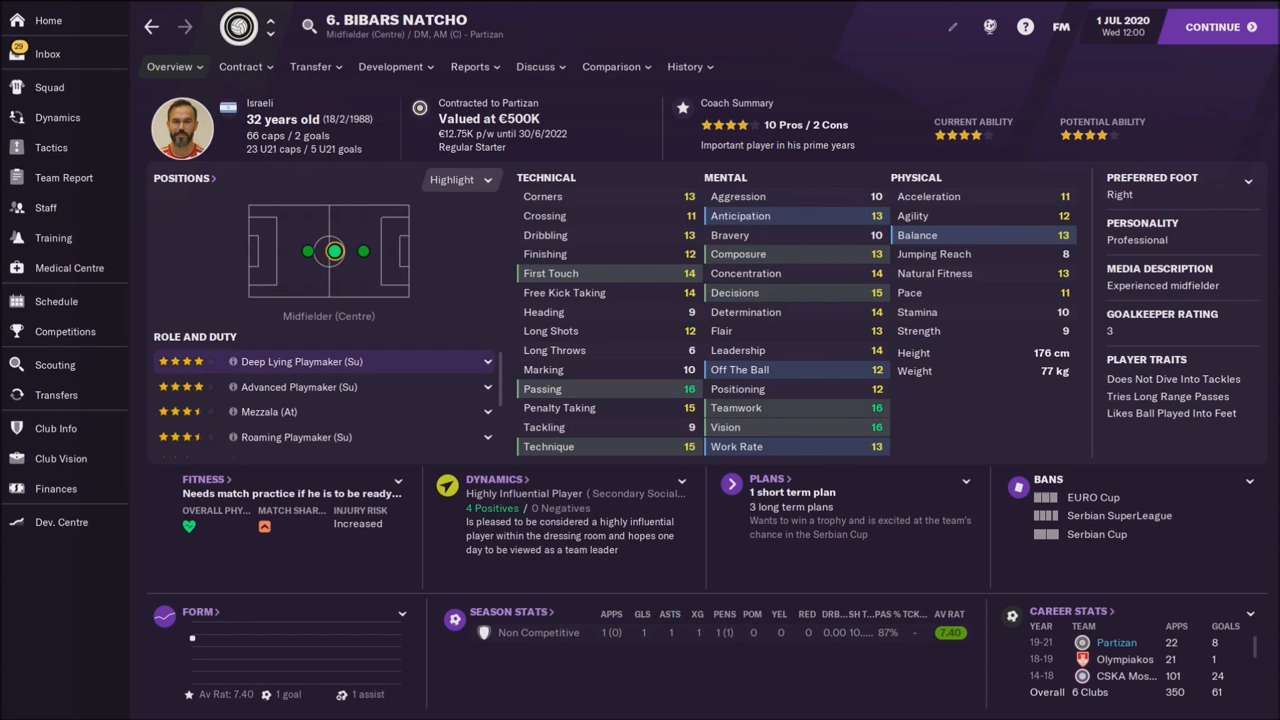 Home
29
Inbox
Squad
Dynamics
Tactics
Team Report
Staff
Training
Medical Centre
Schedule
Competitions
Scouting
Transfers
Club Info
Club Vision
Finances
Dev. Centre
6. BIBARS NATCHO
Midfielder (Centre) / DM, AM (C) - Partizan
?
FM
1 JUL 2020
Wed 12:00
CONTINUE
Overview
Contract
Transfer
Development
Reports
Discuss
Comparison
History
Israeli
32 years old (18/2/1988)
66 caps / 2 goals
23 U21 caps / 5 U21 goals
Contracted to Partizan
Valued at €500K
€12.75K p/w until 30/6/2022
Regular Starter
Coach Summary
10 Pros / 2 Cons
Important player in his prime years
CURRENT ABILITY
POTENTIAL ABILITY
POSITIONS>
Highlight
Midfielder (Centre)
ROLE AND DUTY
Deep Lying Playmaker (Su)
Advanced Playmaker (Su)
Mezzala (At)
Roaming Playmaker (Su)
TECHNICAL
Corners 13
Crossing 11
Dribbling 13
Finishing 12
First Touch 14
Free Kick Taking 14
Heading 9
Long Shots 12
Long Throws 6
Marking 10
Passing 16
Penalty Taking 15
Tackling 9
Technique 15
MENTAL
Aggression 10
Anticipation 13
Bravery 10
Composure 13
Concentration 14
Decisions 15
Determination 14
Flair 13
Leadership 14
Off The Ball 12
Positioning 12
Teamwork 16
Vision 16
Work Rate 13
PHYSICAL
Acceleration 11
Agility 12
Balance 13
Jumping Reach 8
Natural Fitness 13
Pace 11
Stamina 10
Strength 9
Height 176 cm
Weight 77 kg
PREFERRED FOOT
Right
PERSONALITY
Professional
MEDIA DESCRIPTION
Experienced midfielder
GOALKEEPER RATING
3
PLAYER TRAITS
Does Not Dive Into Tackles
Tries Long Range Passes
Likes Ball Played Into Feet
FITNESS>
Needs match practice if he is to be ready...
OVERALL PHY... MATCH SHAR... INJURY RISK
Increased
DYNAMICS>
Highly Influential Player ( Secondary Social...
4 Positives / 0 Negatives
Is pleased to be considered a highly influential
player within the dressing room and hopes one
day to be viewed as a team leader
PLANS>
1 short term plan
3 long term plans
Wants to win a trophy and is excited at the team's
chance in the Serbian Cup
BANS
EURO Cup
Serbian SuperLeague
Serbian Cup
FORM>
Av Rat: 7.40 1 goal 1 assist
SEASON STATS> APPS GLS ASTS XG PENS POM YEL RED DRB... SH T... PAS % TCK... AV RAT
Non Competitive 1 (0) 1 1 1 1 (1) 0 0 0 0.00 10..... 87% - 7.40
CAREER STATS>
YEAR TEAM APPS GOALS
19-21 Partizan 22 8
18-19 Olympiakos 21 1
14-18 CSKA Mos... 101 24
Overall 6 Clubs 350 61